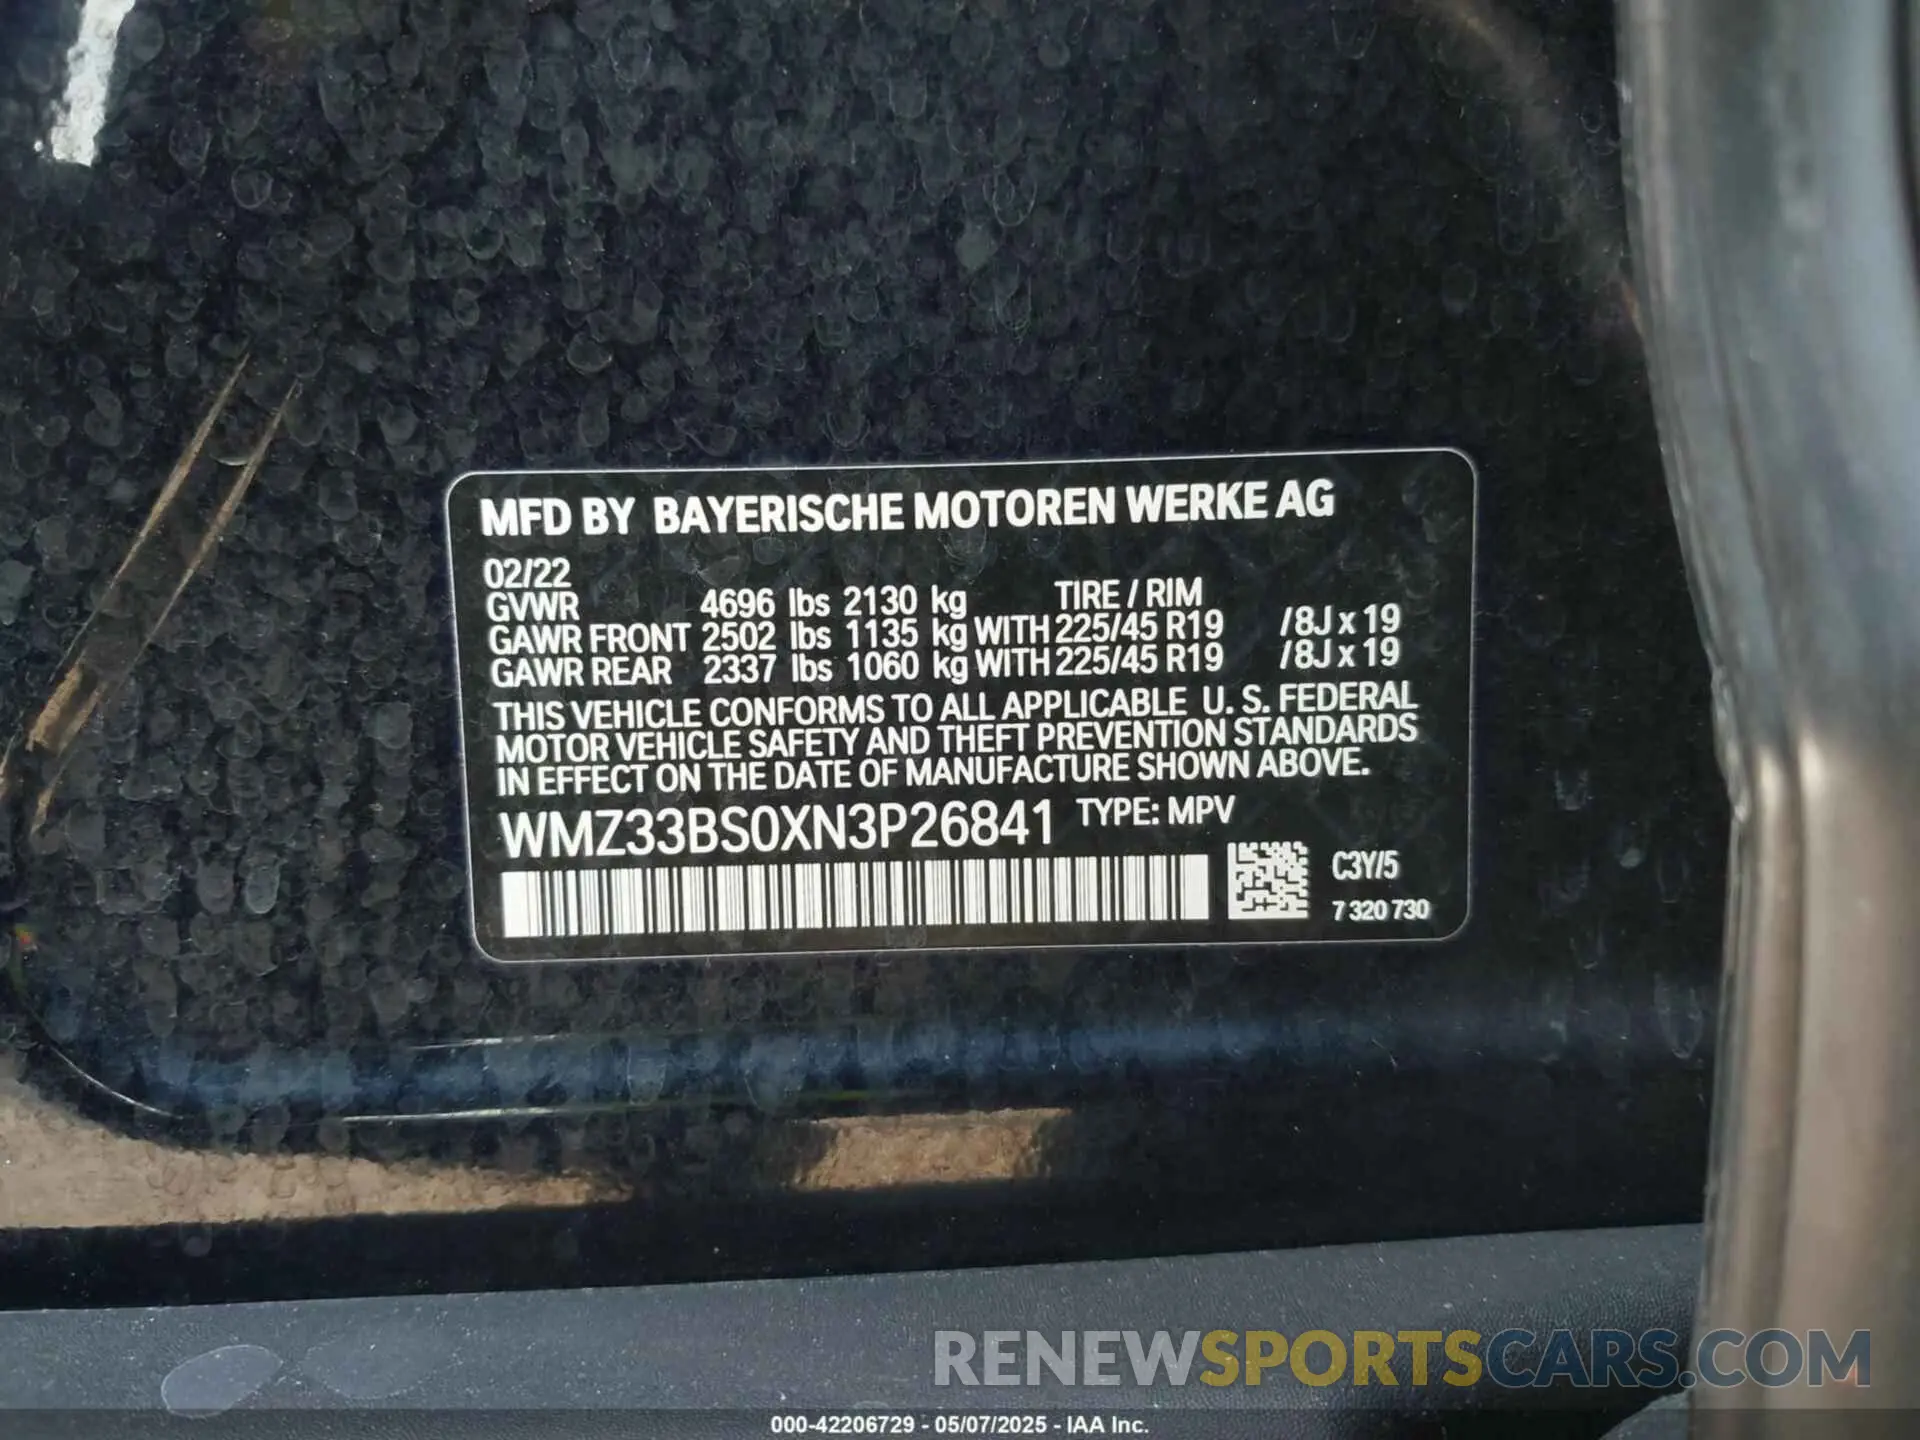 MFD BY BAYERISCHE MOTOREN WERKE AG
02/22
GVWR 4696 lbs 2130 kg TIRE / RIM
GAWR FRONT 2502 lbs 1135 kg WITH 225/45 R19 /8J x 19
GAWR REAR 2337 lbs 1060 kg WITH 225/45 R19 /8J x 19
THIS VEHICLE CONFORMS TO ALL APPLICABLE U. S. FEDERAL
MOTOR VEHICLE SAFETY AND THEFT PREVENTION STANDARDS
IN EFFECT ON THE DATE OF MANUFACTURE SHOWN ABOVE.
WMZ33BS0XN3P26841 TYPE: MPV
C3Y/5
7 320 730
RENEWSPORTSCARS.COM
000-42206729 - 05/07/2025 - IAA Inc.